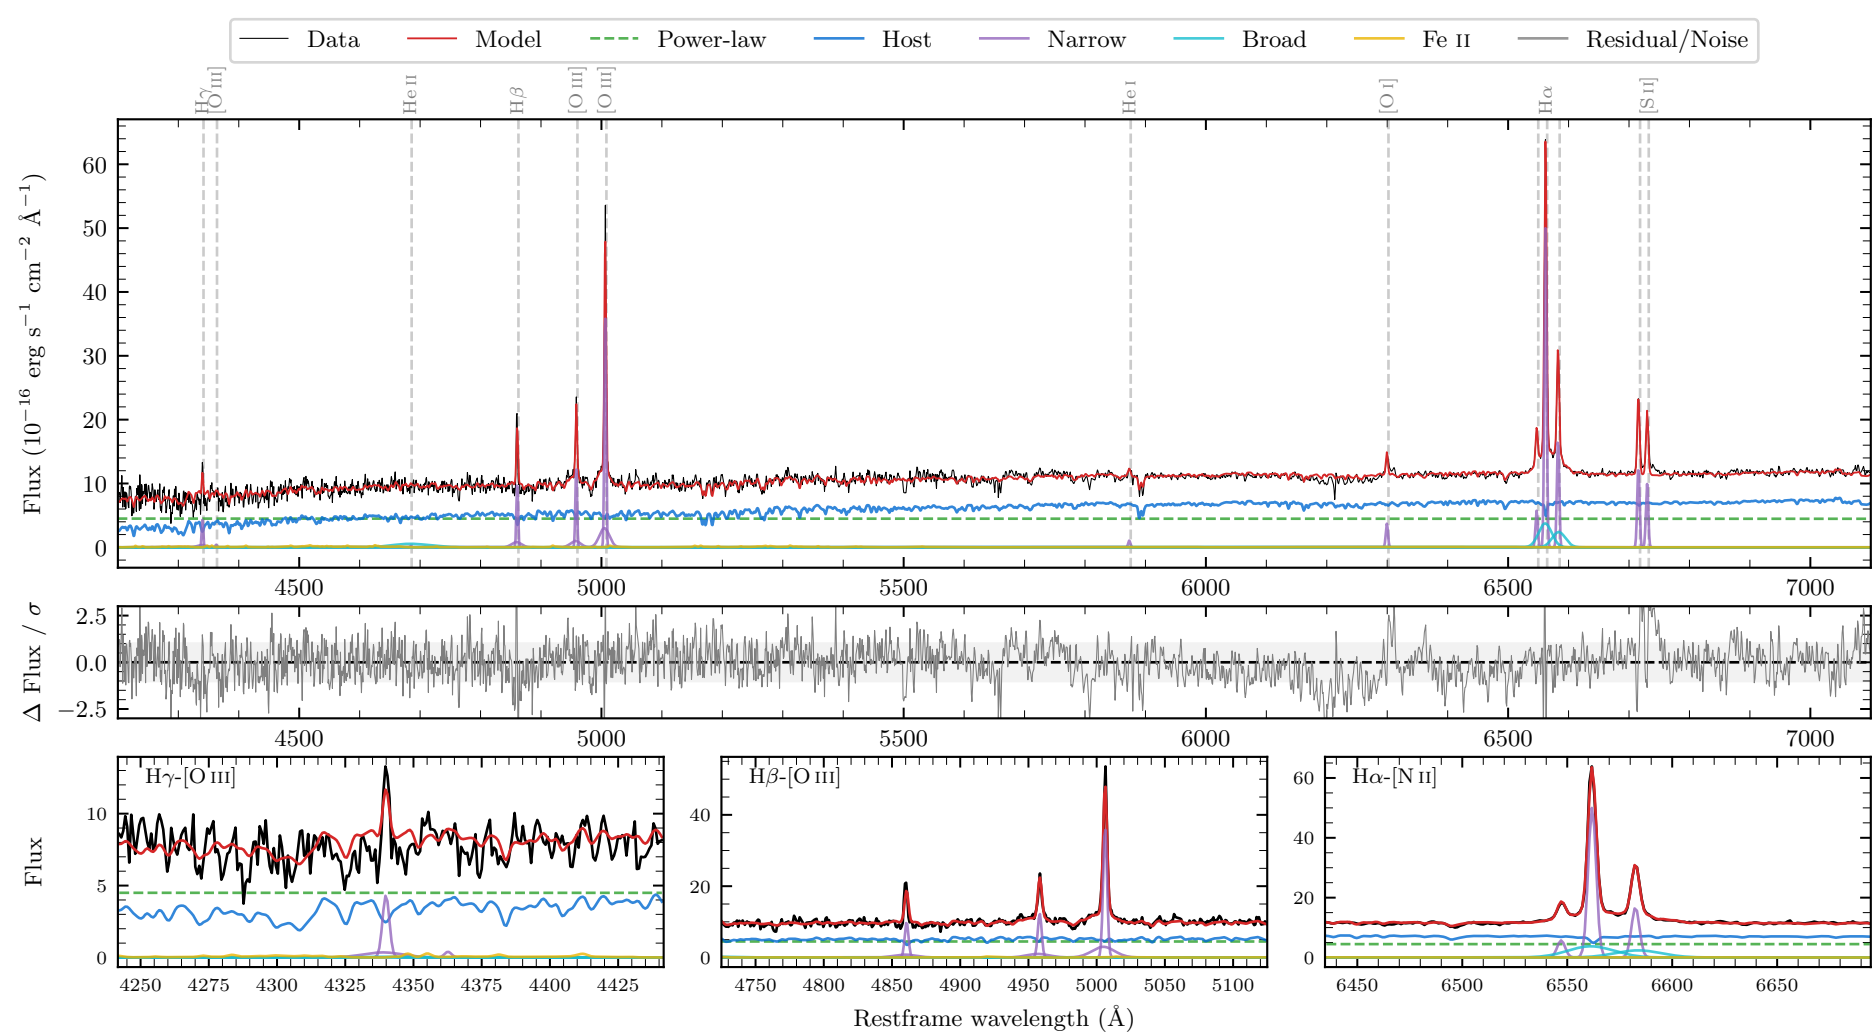 Data Model Power-law Host Narrow Broad Fe II Residual/Noise
Hγ [O III] He II Hβ [O III] [O III] He I [O I] Hα [S II]
Flux (10−16 erg s−1 cm−2 Å−1)
60
50
40
30
20
10
0
4500 5000 5500 6000 6500 7000
Δ Flux / σ
2.5
0.0
−2.5
4500 5000 5500 6000 6500 7000
Flux
Hγ-[O III]
10
5
0
4250 4275 4300 4325 4350 4375 4400 4425
Hβ-[O III]
40
20
0
4750 4800 4850 4900 4950 5000 5050 5100
Hα-[N II]
60
40
20
0
6450 6500 6550 6600 6650
Restframe wavelength (Å)